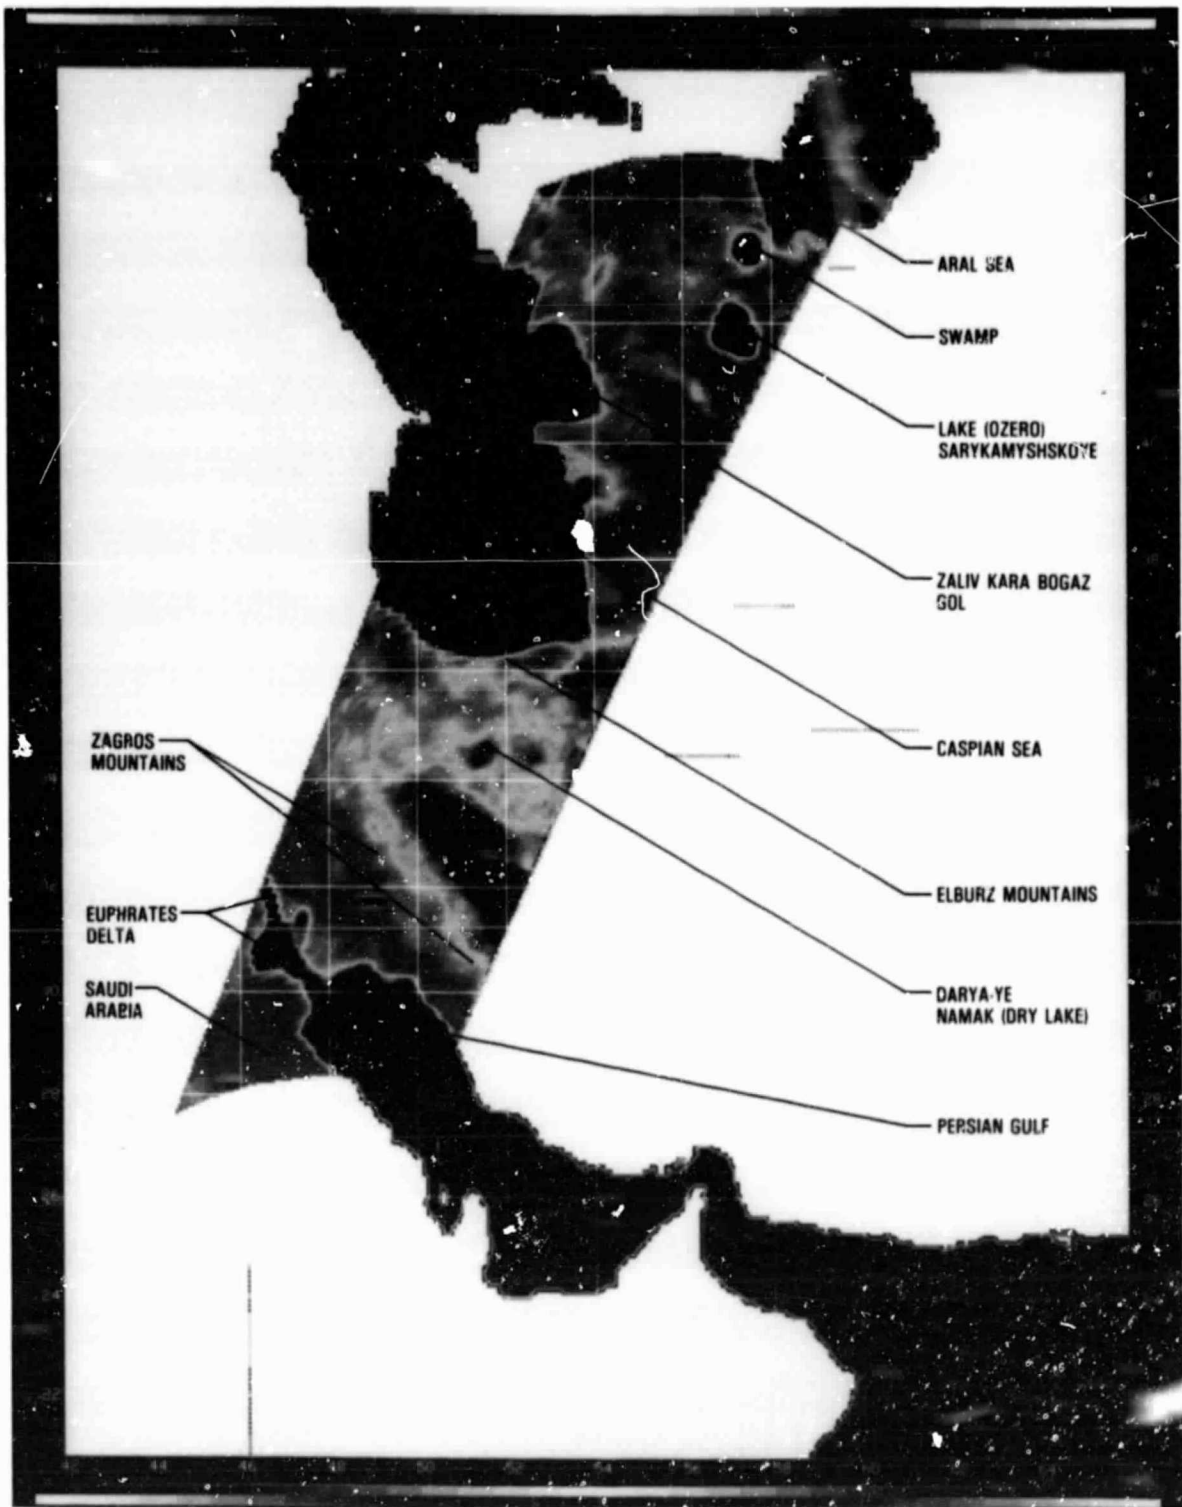 ARAL SEA
SWAMP
LAKE (OZERO)
SARYKAMYSHSKOYE
ZALIV KARA BOGAZ
GOL
ZAGROS
MOUNTAINS
CASPIAN SEA
ELBURZ MOUNTAINS
EUPHRATES
DELTA
SAUDI
ARABIA
DARYA-YE
NAMAK (DRY LAKE)
PERSIAN GULF